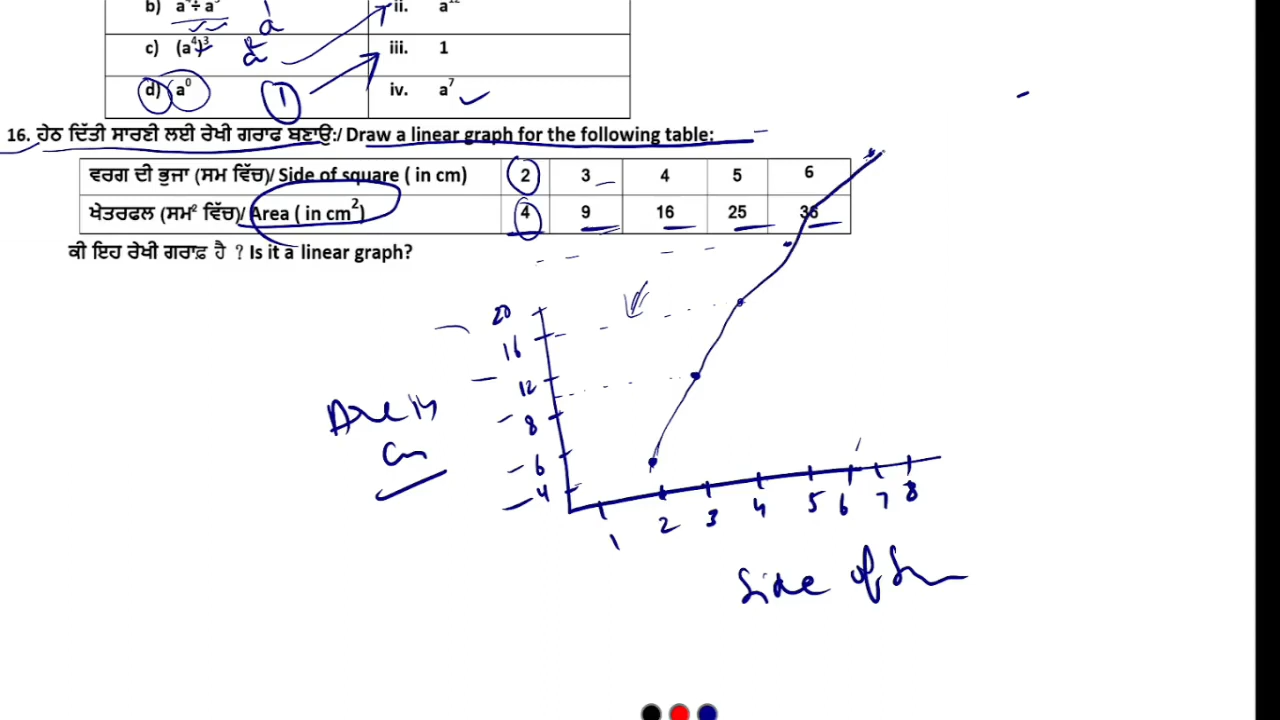 b) a ÷ a a ii. a¹²
c) (a⁴)³ iii. 1
d) a⁰ 1 iv. a⁷
16. ਹੇਠ ਦਿੱਤੀ ਸਾਰਣੀ ਲਈ ਰੇਖੀ ਗਰਾਫ ਬਣਾਉ:/ Draw a linear graph for the following table:
ਵਰਗ ਦੀ ਭੁਜਾ (ਸਮ ਵਿੱਚ)/ Side of square ( in cm) 2 3 4 5 6
ਖੇਤਰਫਲ (ਸਮ² ਵਿੱਚ)/ Area ( in cm²) 4 9 16 25 36
ਕੀ ਇਹ ਰੇਖੀ ਗਰਾਫ਼ ਹੈ ? Is it a linear graph?
20
16
12
8
6
4
Are in
Cm
1 2 3 4 5 6 7 8
Side of